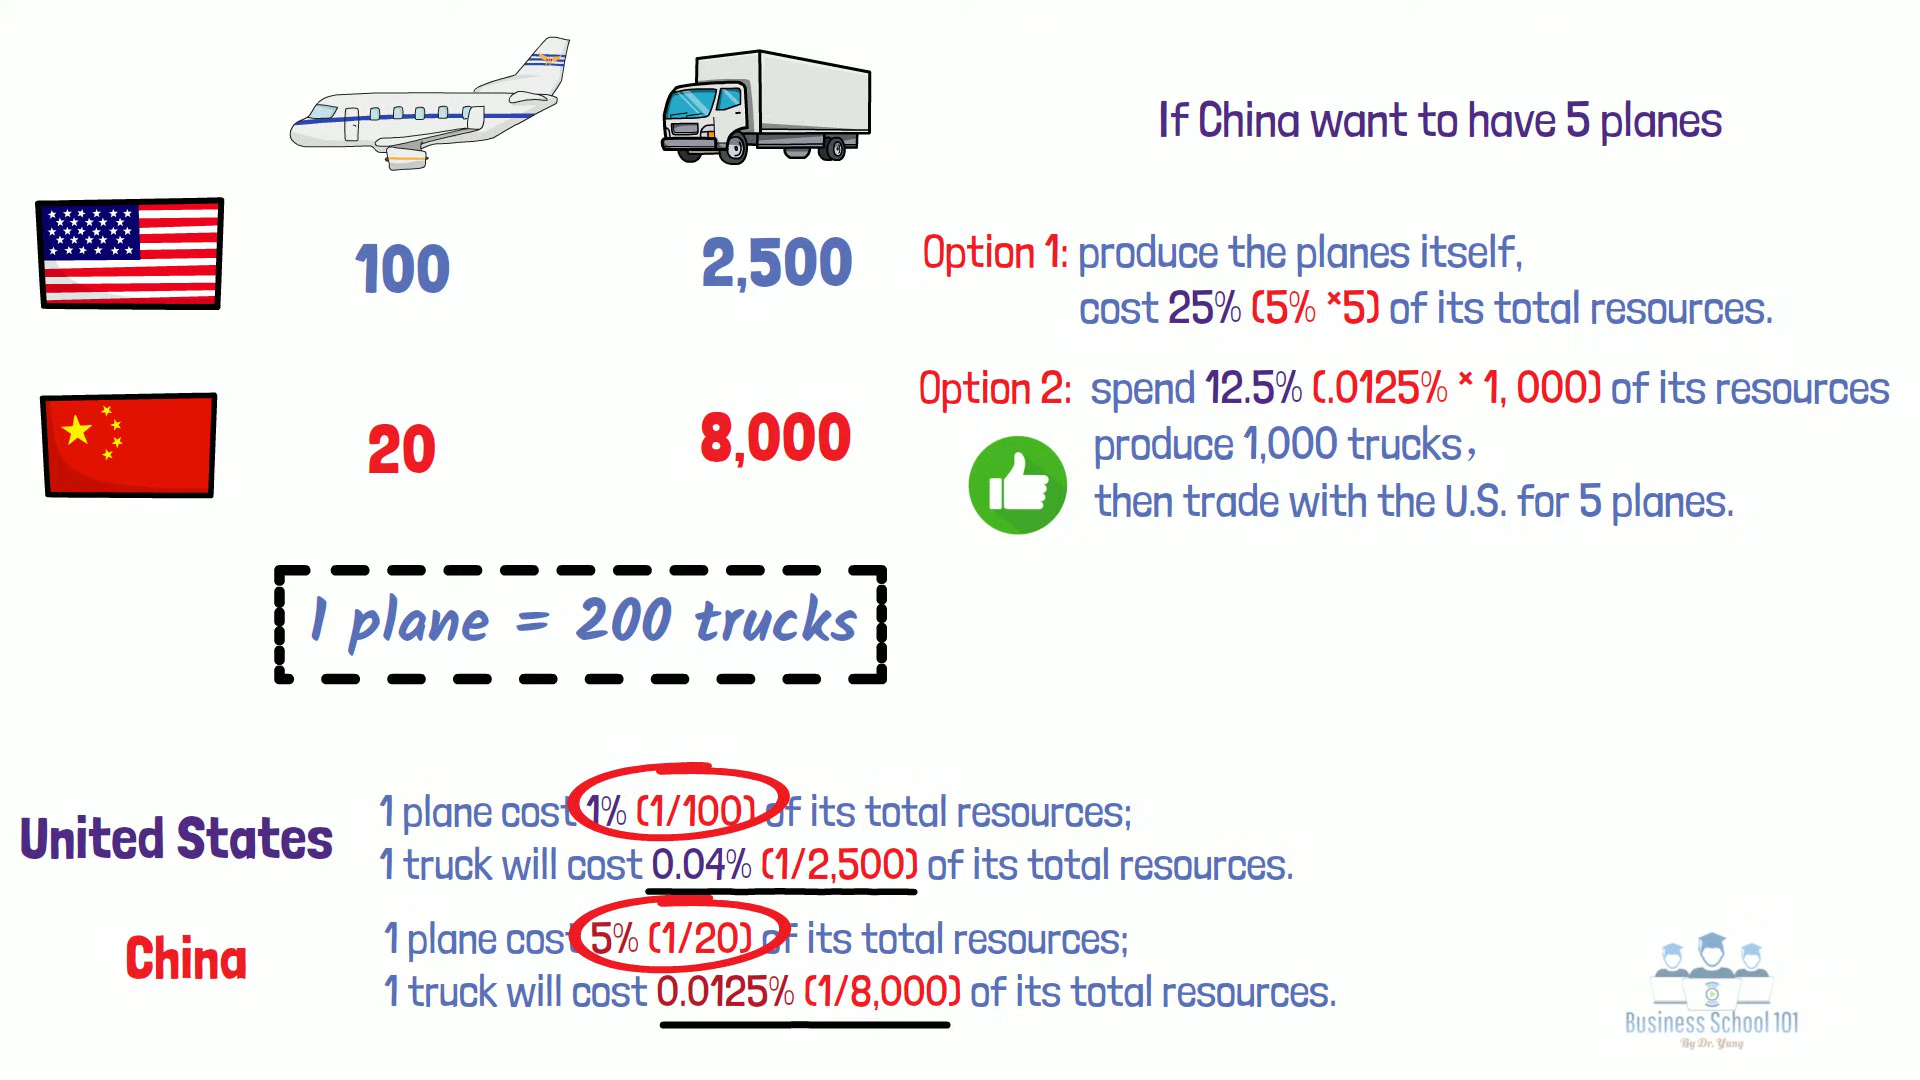 If China want to have 5 planes
100
2,500
Option 1: produce the planes itself,
cost 25% (5% ×5) of its total resources.
20
8,000
Option 2: spend 12.5% (.0125% × 1, 000) of its resources
produce 1,000 trucks,
then trade with the U.S. for 5 planes.
1 plane = 200 trucks
United States
1 plane cost 1% (1/100) of its total resources;
1 truck will cost 0.04% (1/2,500) of its total resources.
China
1 plane cost 5% (1/20) of its total resources;
1 truck will cost 0.0125% (1/8,000) of its total resources.
Business School 101
By Dr. Yang